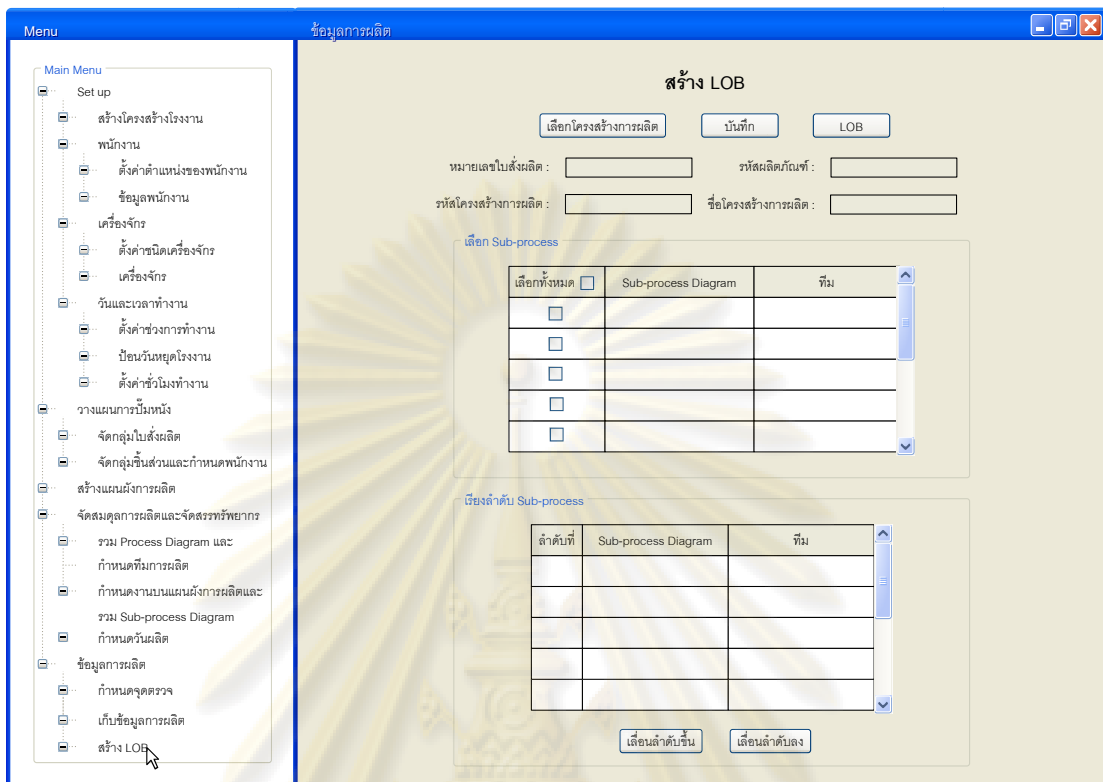 Menu
Main Menu
Set up
สร้างโครงสร้างโรงงาน
พนักงาน
ตั้งค่าตำแหน่งของพนักงาน
ข้อมูลพนักงาน
เครื่องจักร
ตั้งค่าชนิดเครื่องจักร
เครื่องจักร
วันและเวลาทำงาน
ตั้งค่าช่วงการทำงาน
ป้อนวันหยุดโรงงาน
ตั้งค่าชั่วโมงทำงาน
วางแผนการปั๊มหนัง
จัดกลุ่มใบสั่งผลิต
จัดกลุ่มชิ้นส่วนและกำหนดพนักงาน
สร้างแผนผังการผลิต
จัดสมดุลการผลิตและจัดสรรทรัพยากร
รวม Process Diagram และ
กำหนดทีมการผลิต
กำหนดงานบนแผนผังการผลิตและ
รวม Sub-process Diagram
กำหนดวันผลิต
ข้อมูลการผลิต
กำหนดจุดตรวจ
เก็บข้อมูลการผลิต
สร้าง LOB
ข้อมูลการผลิต
สร้าง LOB
เลือกโครงสร้างการผลิต บันทึก LOB
หมายเลขใบสั่งผลิต : รหัสผลิตภัณฑ์ :
รหัสโครงสร้างการผลิต : ชื่อโครงสร้างการผลิต :
เลือก Sub-process
เลือกทั้งหมด Sub-process Diagram ทีม
เรียงลำดับ Sub-process
ลำดับที่ Sub-process Diagram ทีม
เลื่อนลำดับขึ้น เลื่อนลำดับลง